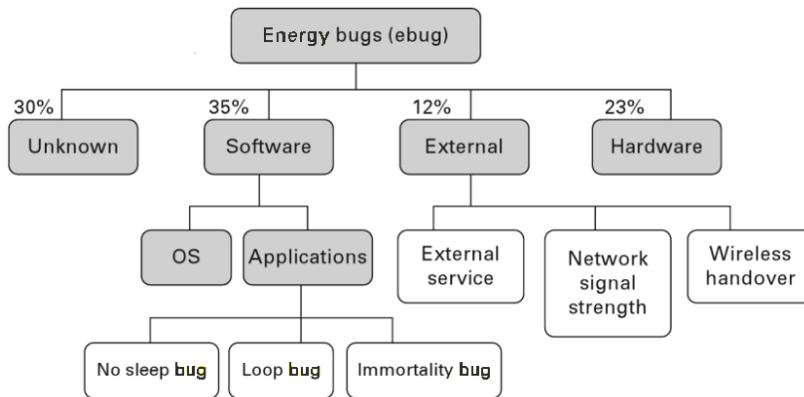 Energy bugs (ebug)
30%
35%
12%
23%
Unknown
Software
External
Hardware
OS
Applications
External
service
Network
signal
strength
Wireless
handover
No sleep bug
Loop bug
Immortality bug